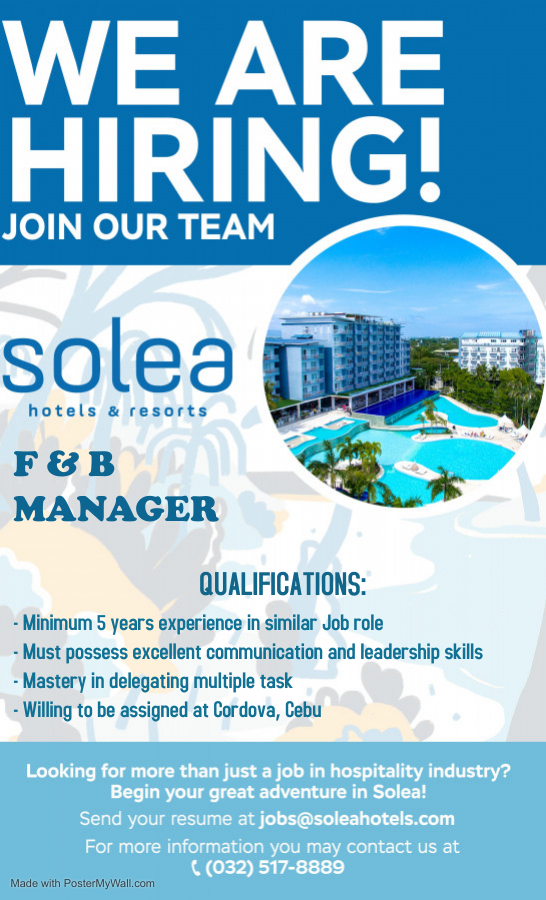 WE ARE
HIRING!
JOIN OUR TEAM
solea
hotels & resorts
F & B
MANAGER
QUALIFICATIONS:
- Minimum 5 years experience in similar Job role
- Must possess excellent communication and leadership skills
- Mastery in delegating multiple task
- Willing to be assigned at Cordova, Cebu
Looking for more than just a job in hospitality industry?
Begin your great adventure in Solea!
Send your resume at jobs@soleahotels.com
For more information you may contact us at
(032) 517-8889
Made with PosterMyWall.com